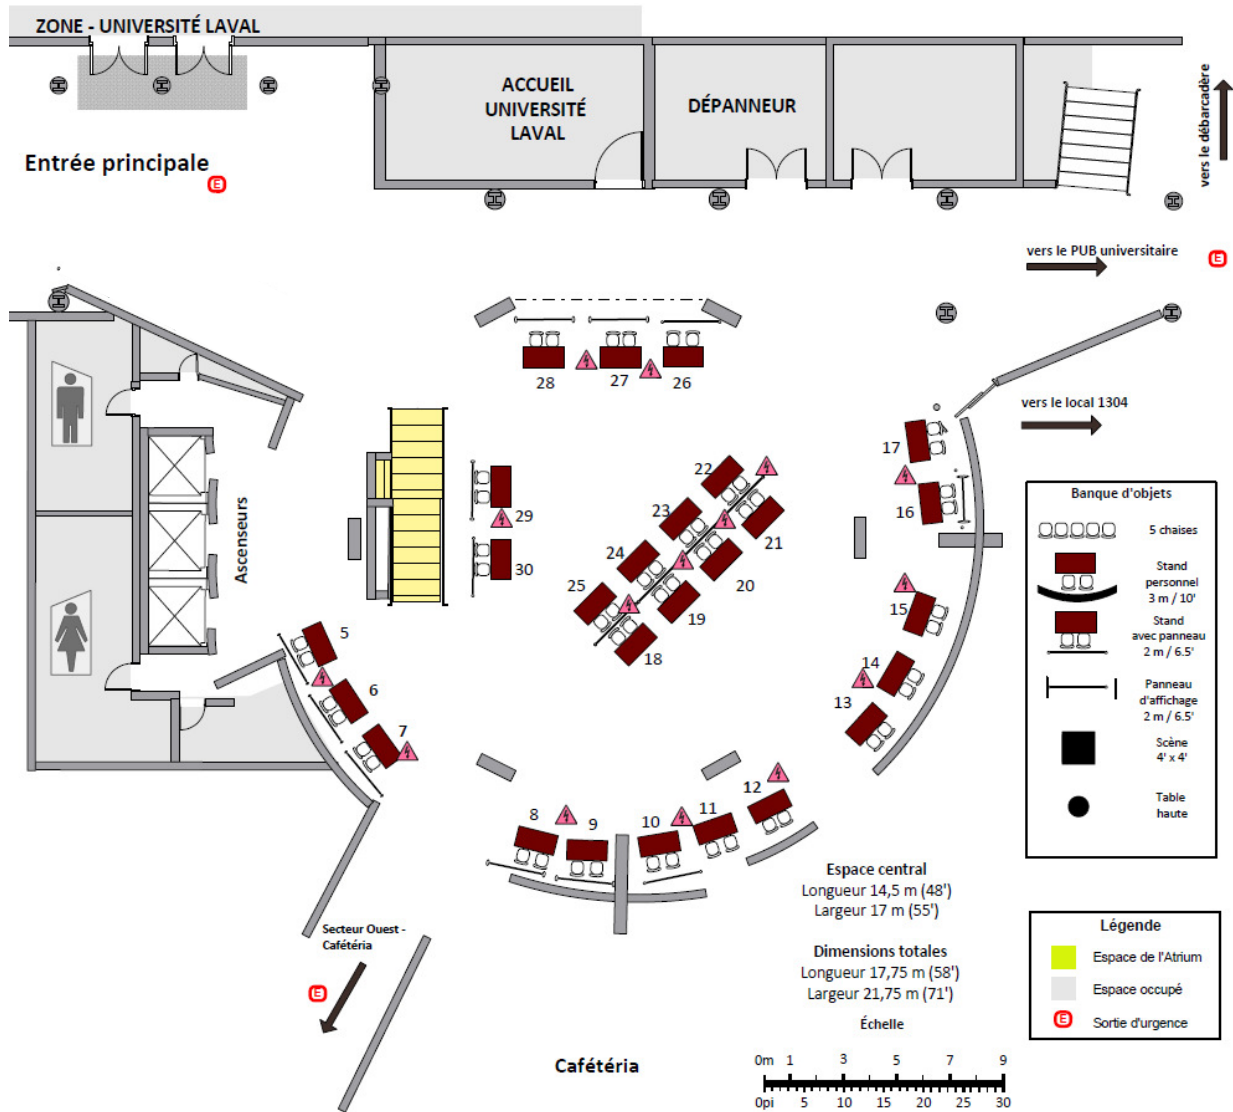 ZONE - UNIVERSITÉ LAVAL
ACCUEIL
UNIVERSITÉ
LAVAL
DÉPANNEUR
vers le débarcadère
Entrée principale
E
vers le PUB universitaire
E
28
27
26
vers le local 1304
17
16
22
23
24
25
21
20
19
18
29
30
Ascenseurs
15
14
13
5
6
7
8
9
10
11
12
Banque d'objets
5 chaises
Stand
personnel
3 m / 10'
Stand
avec panneau
2 m / 6.5'
Panneau
d'affichage
2 m / 6.5'
Scène
4' x 4'
Table
haute
Espace central
Longueur 14,5 m (48')
Largeur 17 m (55')
Dimensions totales
Longueur 17,75 m (58')
Largeur 21,75 m (71')
Légende
Espace de l'Atrium
Espace occupé
E
Sortie d'urgence
Secteur Ouest -
Cafétéria
E
Cafétéria
Échelle
0m 1 3 5 7 9
0pi 5 10 15 20 25 30